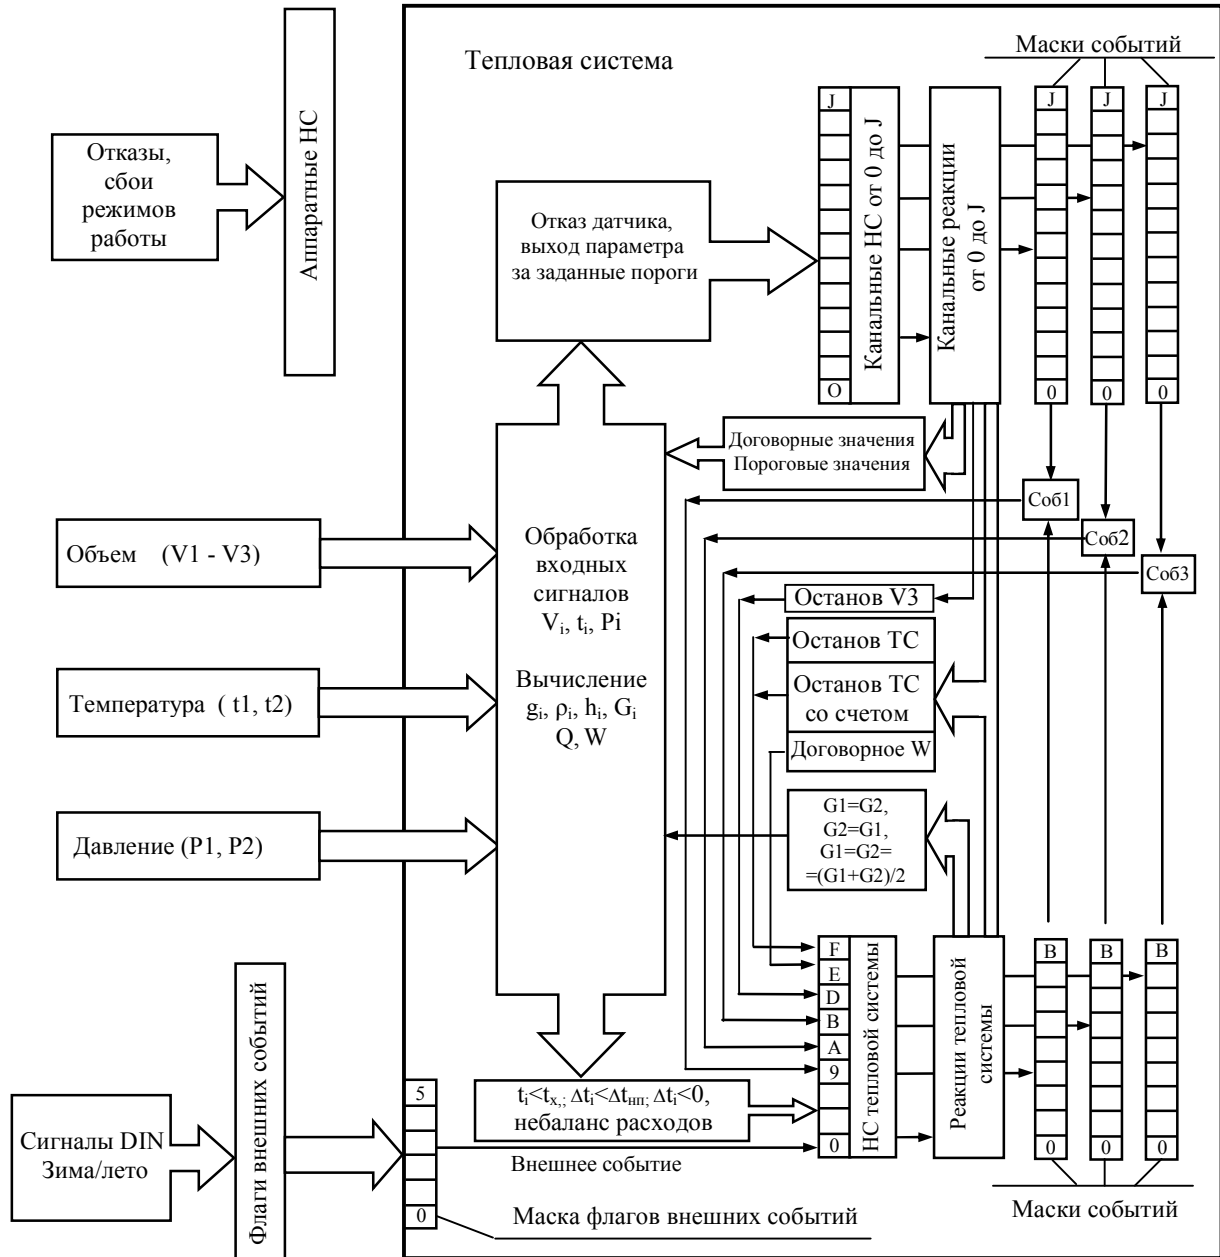 Тепловая система
Маски событий
Отказы,
сбои
режимов
работы
Аппаратные НС
Отказ датчика,
выход параметра
за заданные пороги
J
O
Канальные НС от 0 до J
Канальные реакции
от 0 до J
J
J
J
0
0
0
Договорные значения
Пороговые значения
Соб1
Соб2
Соб3
Объем (V1 - V3)
Температура ( t1, t2)
Давление (P1, P2)
Обработка
входных
сигналов
Vi, ti, Pi
Вычисление
gi, ρi, hi, Gi
Q, W
Останов V3
Останов ТС
Останов ТС
со счетом
Договорное W
G1=G2,
G2=G1,
G1=G2=
=(G1+G2)/2
F
E
D
B
A
9
0
НС тепловой системы
Реакции тепловой
системы
B
B
B
0
0
0
Маски событий
ti<tх,; Δti<Δtнп; Δti<0,
небаланс расходов
Внешнее событие
Сигналы DIN
Зима/лето
Флаги внешних событий
5
0
Маска флагов внешних событий